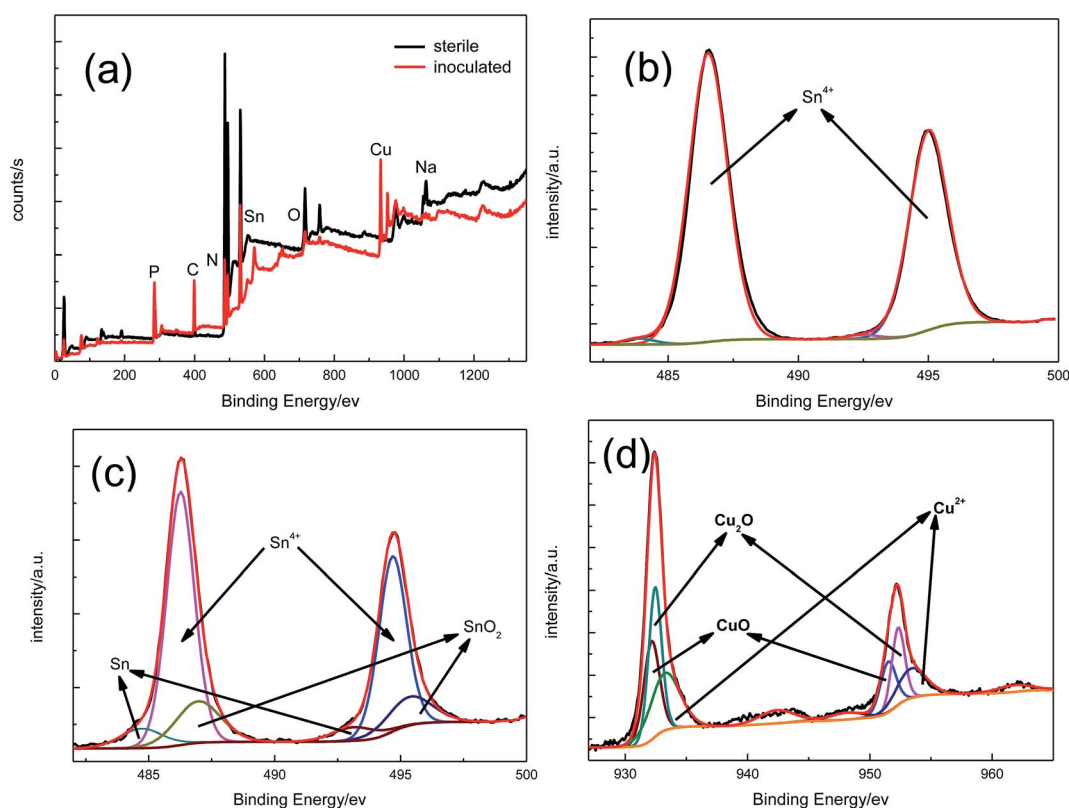 (a)
sterile
inoculated
P
C
N
Sn
O
Cu
Na
counts/s
0
200
400
600
800
1000
1200
Binding Energy/ev
(b)
Sn⁴⁺
intensity/a.u.
485
490
495
500
Binding Energy/ev
(c)
Sn⁴⁺
SnO₂
Sn
intensity/a.u.
485
490
495
500
Binding Energy/ev
(d)
Cu₂O
Cu²⁺
CuO
intensity/a.u.
930
940
950
960
Binding Energy/ev